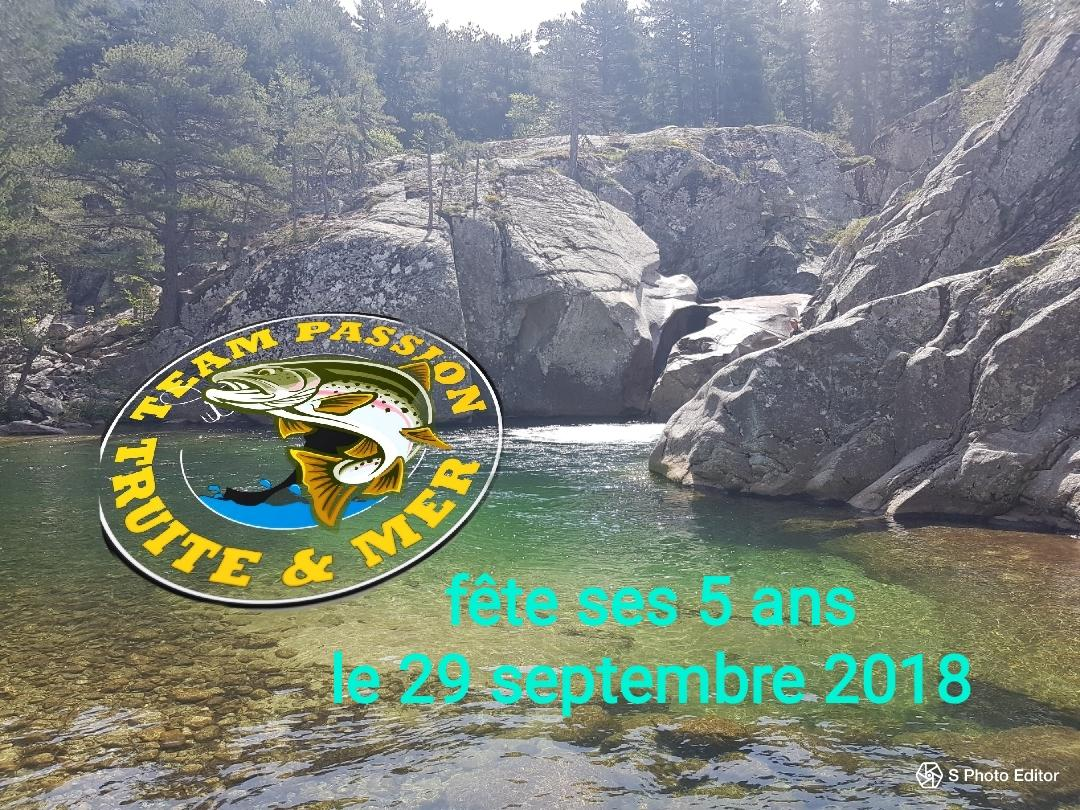 TEAM PASSION
TRUITE & MER
fête ses 5 ans
le 29 septembre 2018
S Photo Editor